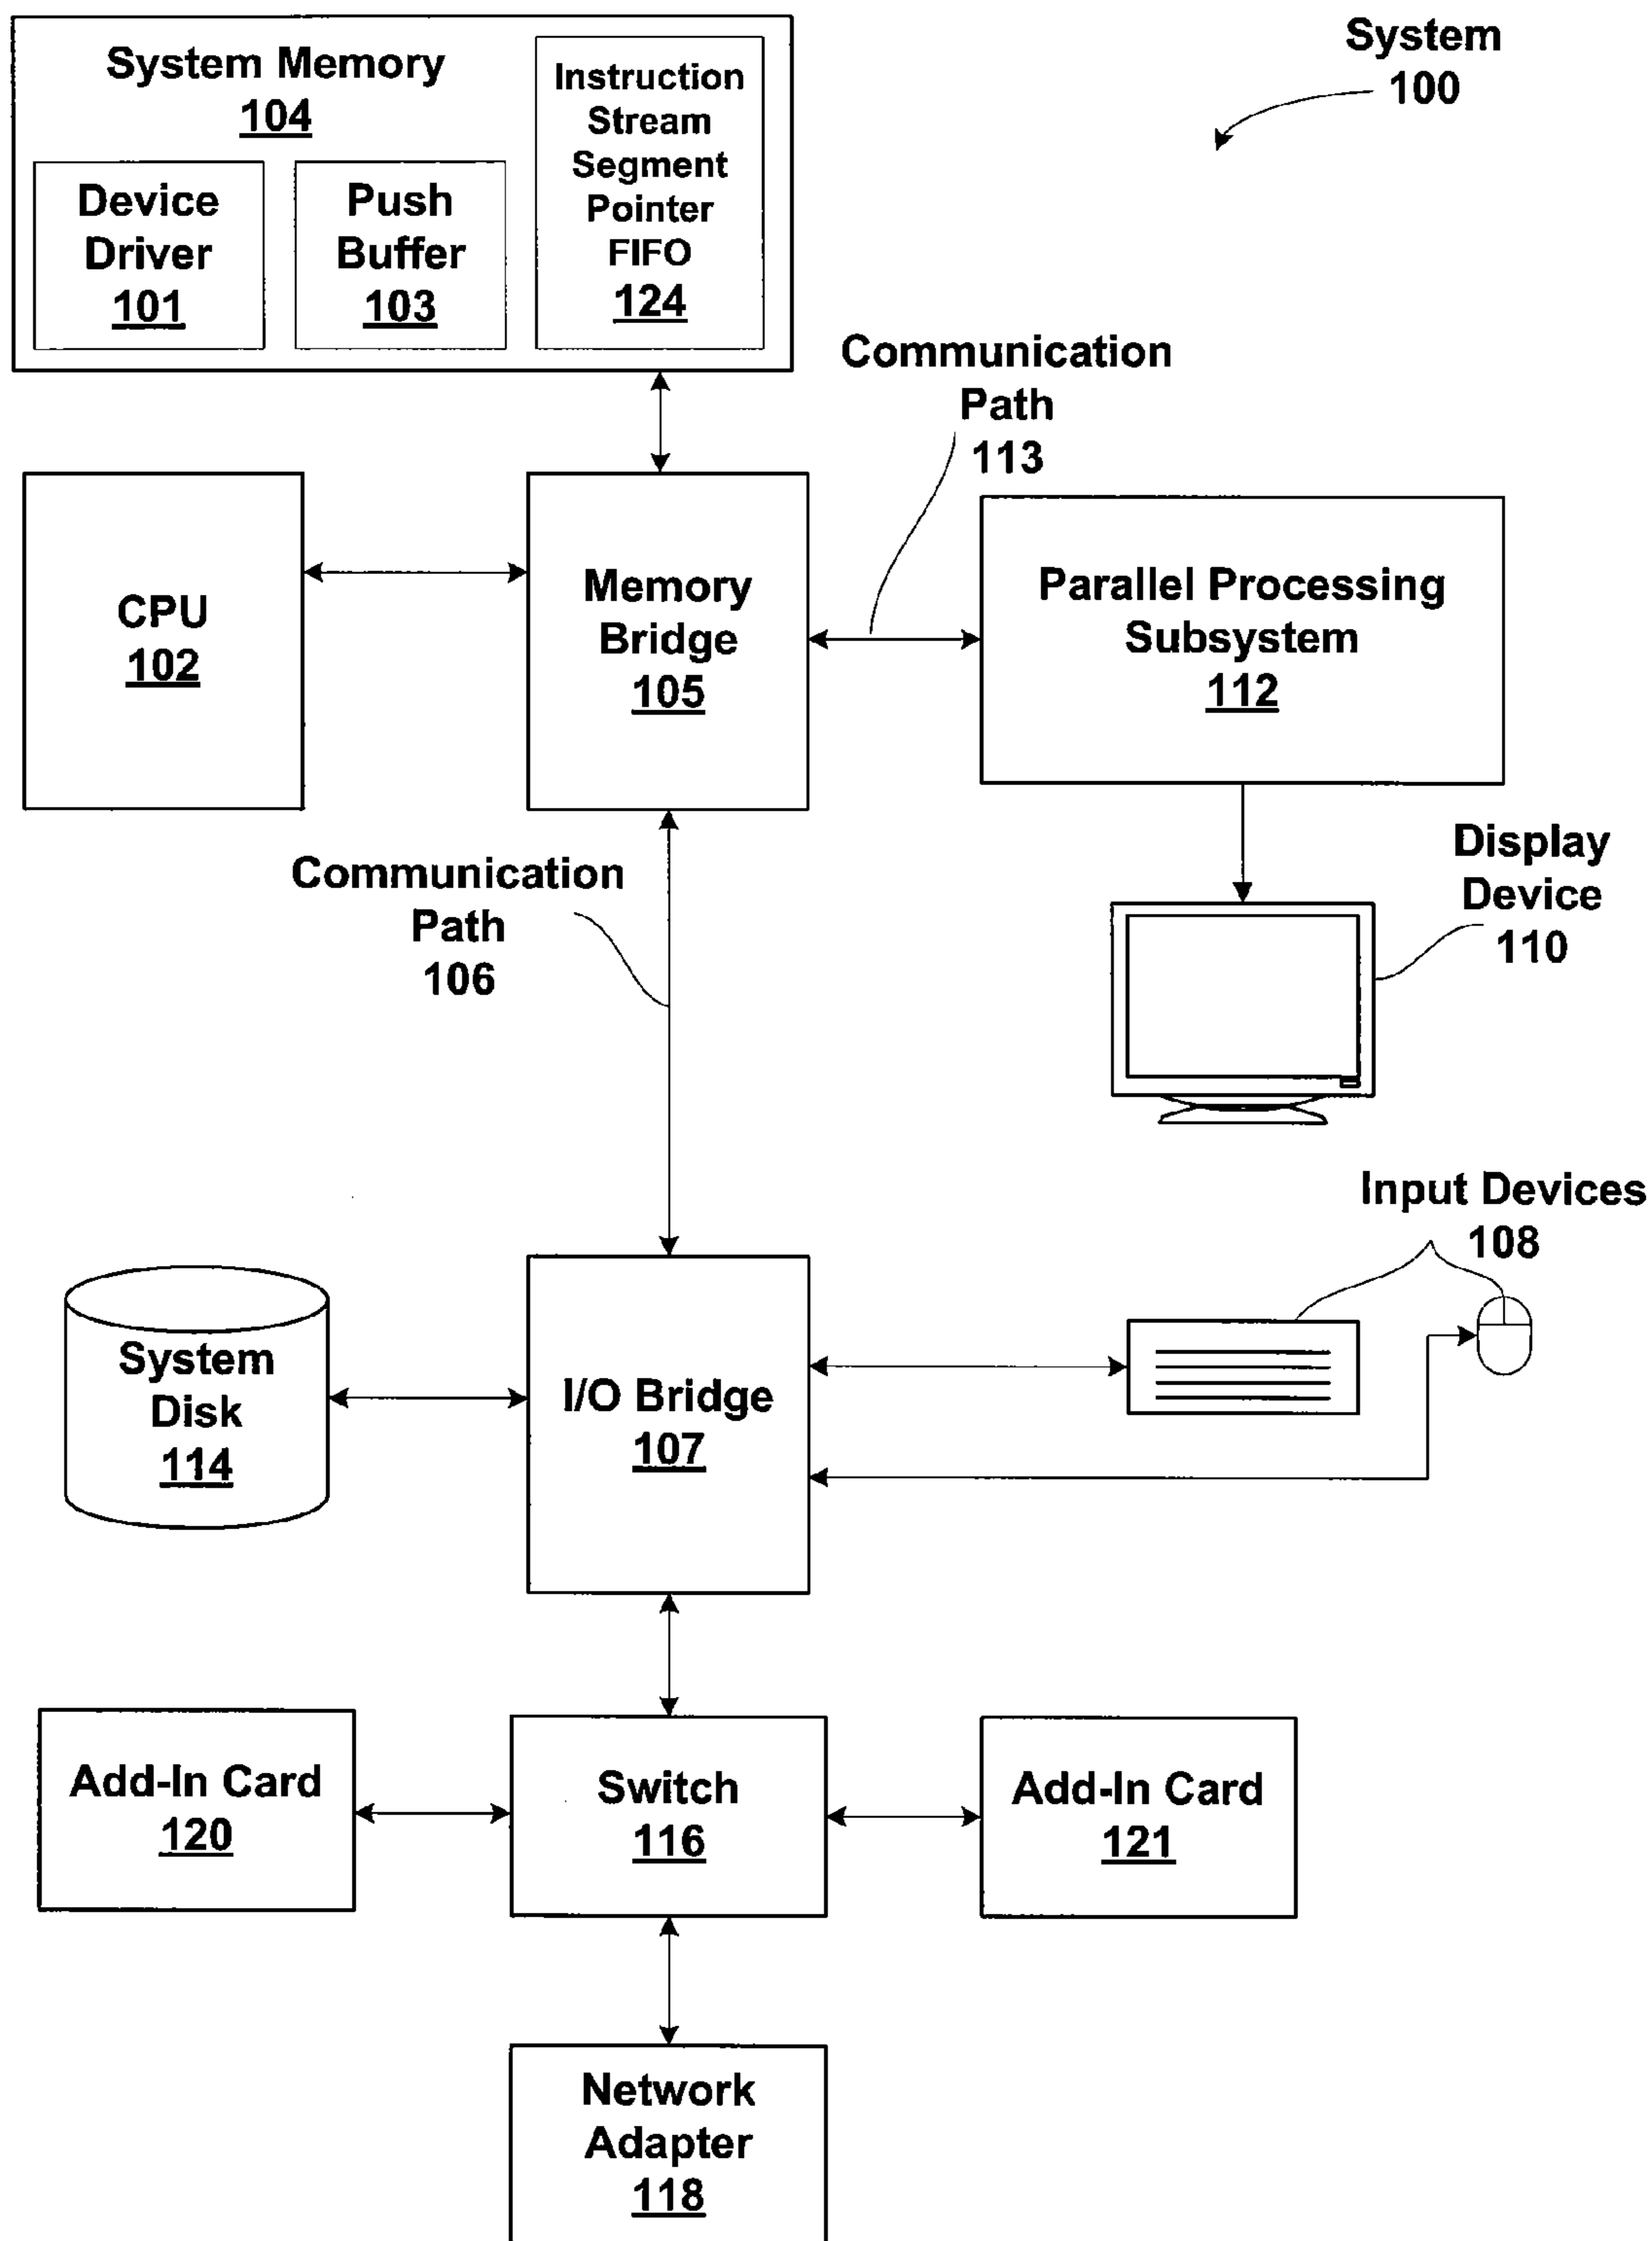 System
100
System Memory
104
Device
Driver
101
Push
Buffer
103
Instruction
Stream
Segment
Pointer
FIFO
124
Communication
Path
113
CPU
102
Memory
Bridge
105
Parallel Processing
Subsystem
112
Communication
Path
106
Display
Device
110
Input Devices
108
System
Disk
114
I/O Bridge
107
Add-In Card
120
Switch
116
Add-In Card
121
Network
Adapter
118